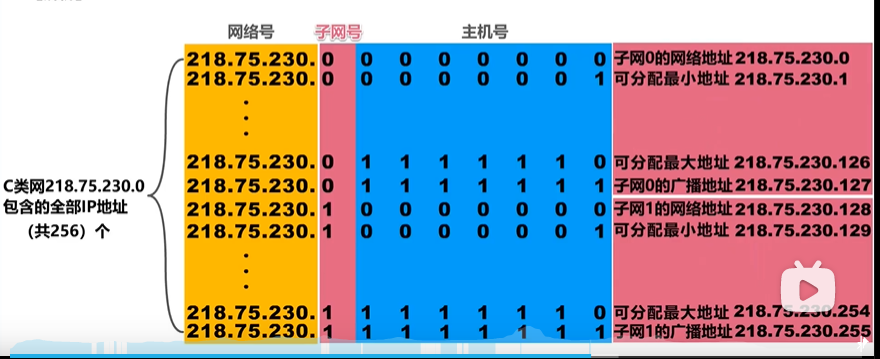 网络号 子网号 主机号
218.75.230. 0 0 0 0 0 0 0 0 子网0的网络地址 218.75.230.0
218.75.230. 0 0 0 0 0 0 0 1 可分配最小地址 218.75.230.1
218.75.230. 0 1 1 1 1 1 1 0 可分配最大地址 218.75.230.126
218.75.230. 0 1 1 1 1 1 1 1 子网0的广播地址 218.75.230.127
C类网218.75.230.0
包含的全部IP地址
（共256）个
218.75.230. 1 0 0 0 0 0 0 0 子网1的网络地址 218.75.230.128
218.75.230. 1 0 0 0 0 0 0 1 可分配最小地址 218.75.230.129
218.75.230. 1 1 1 1 1 1 1 0 可分配最大地址 218.75.230.254
218.75.230. 1 1 1 1 1 1 1 1 子网1的广播地址 218.75.230.255